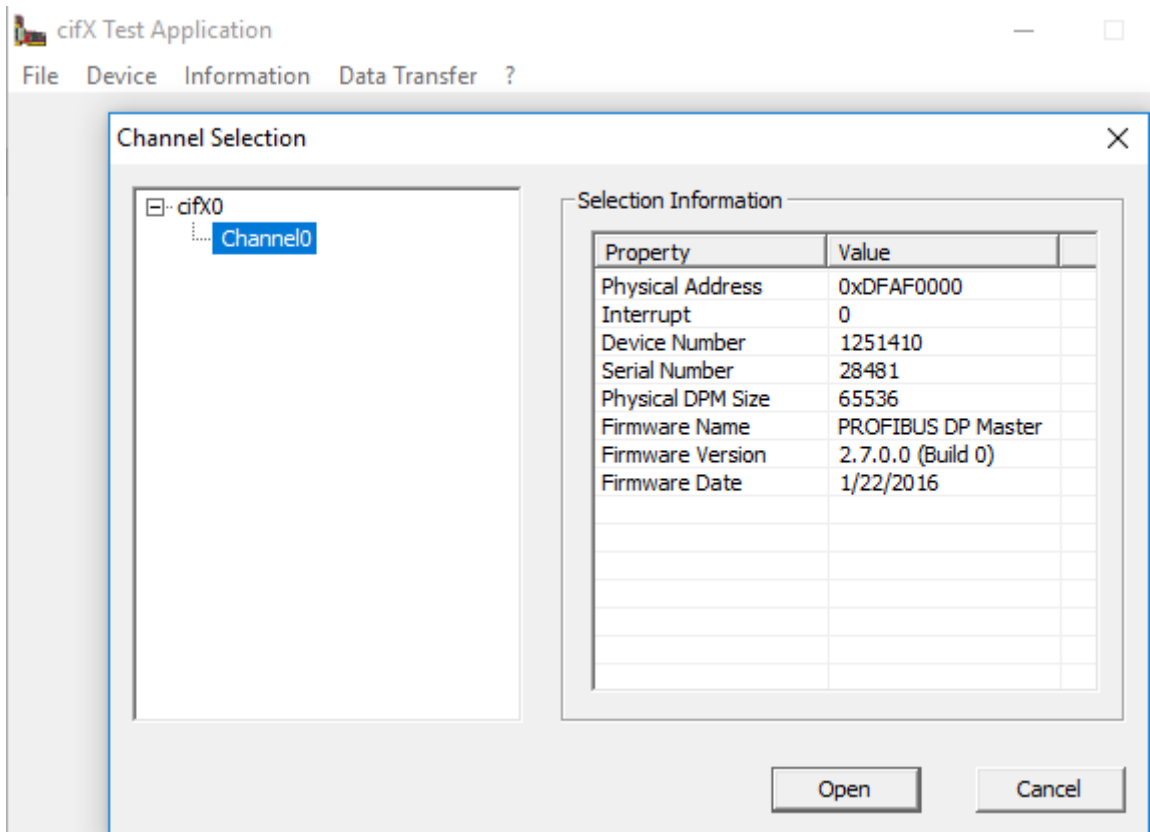 cifX Test Application
File Device Information Data Transfer ?
Channel Selection
cifX0
Channel0
Selection Information
Property Value
Physical Address 0xDFAF0000
Interrupt 0
Device Number 1251410
Serial Number 28481
Physical DPM Size 65536
Firmware Name PROFIBUS DP Master
Firmware Version 2.7.0.0 (Build 0)
Firmware Date 1/22/2016
Open Cancel